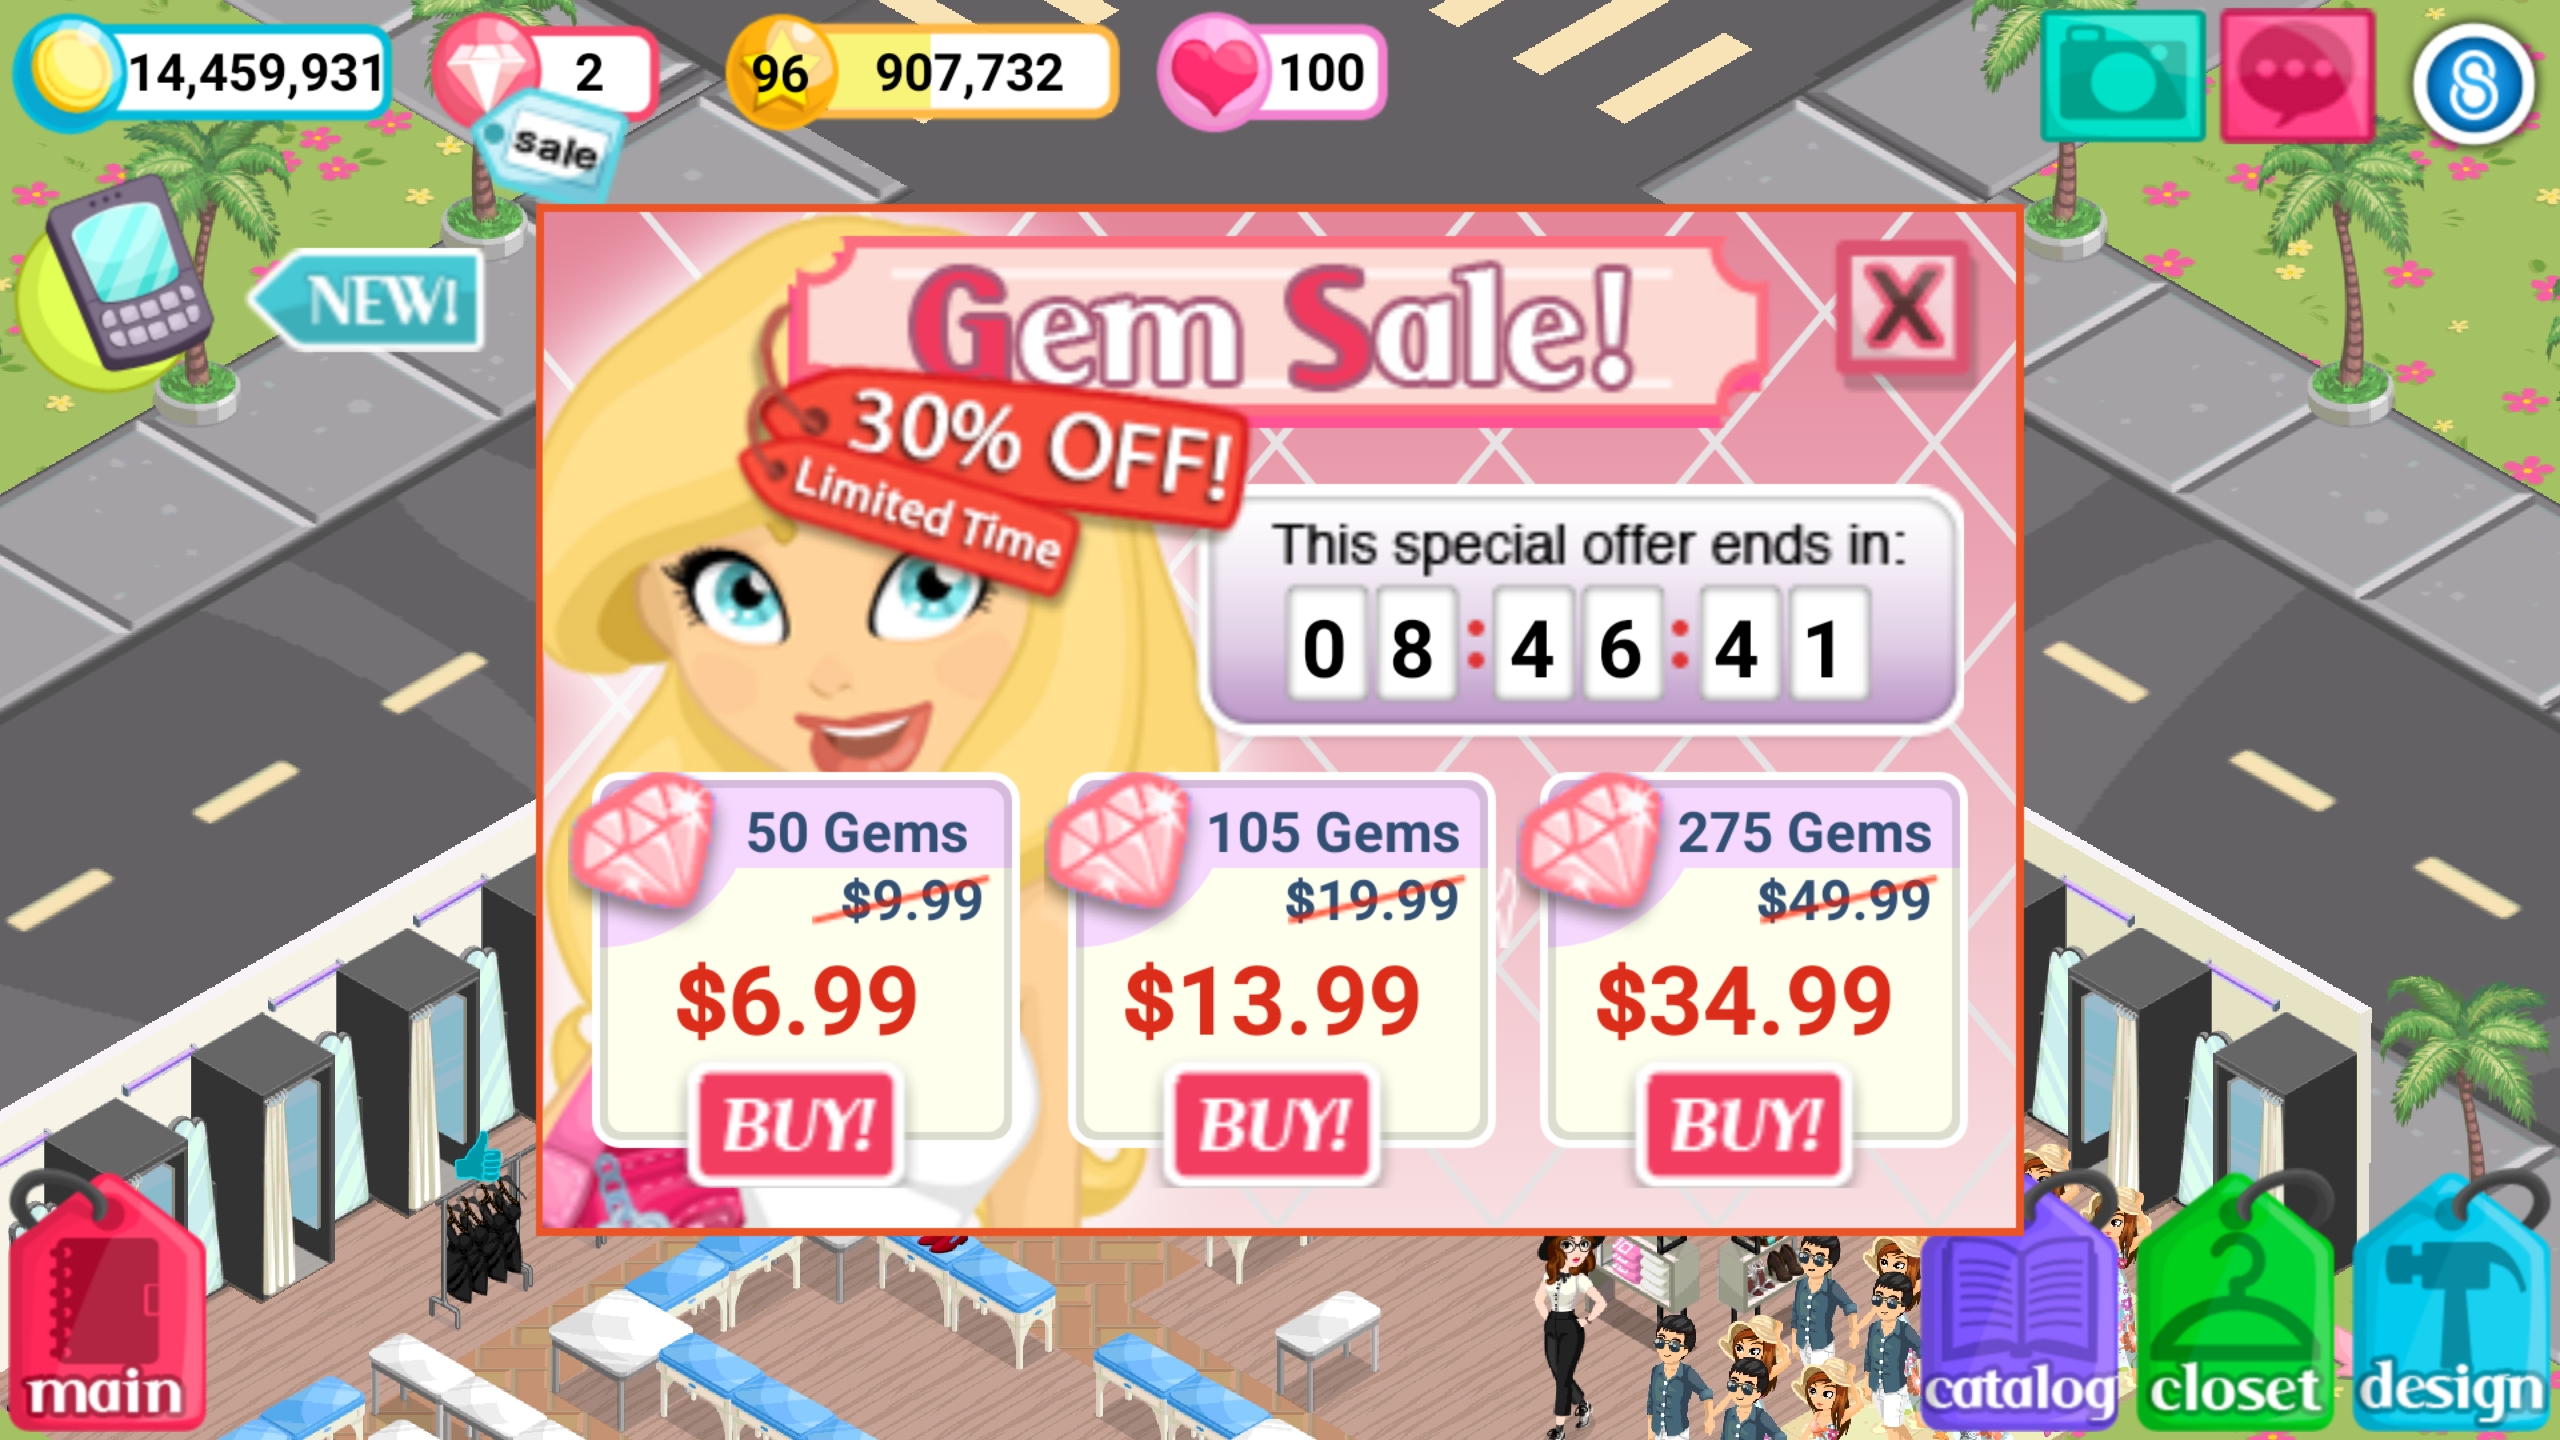 14,459,931
2
96
907,732
100
sale
NEW!
Gem Sale!
X
30% OFF!
Limited Time
This special offer ends in:
08:46:41
50 Gems
$9.99
$6.99
BUY!
105 Gems
$19.99
$13.99
BUY!
275 Gems
$49.99
$34.99
BUY!
main
catalog
closet
design